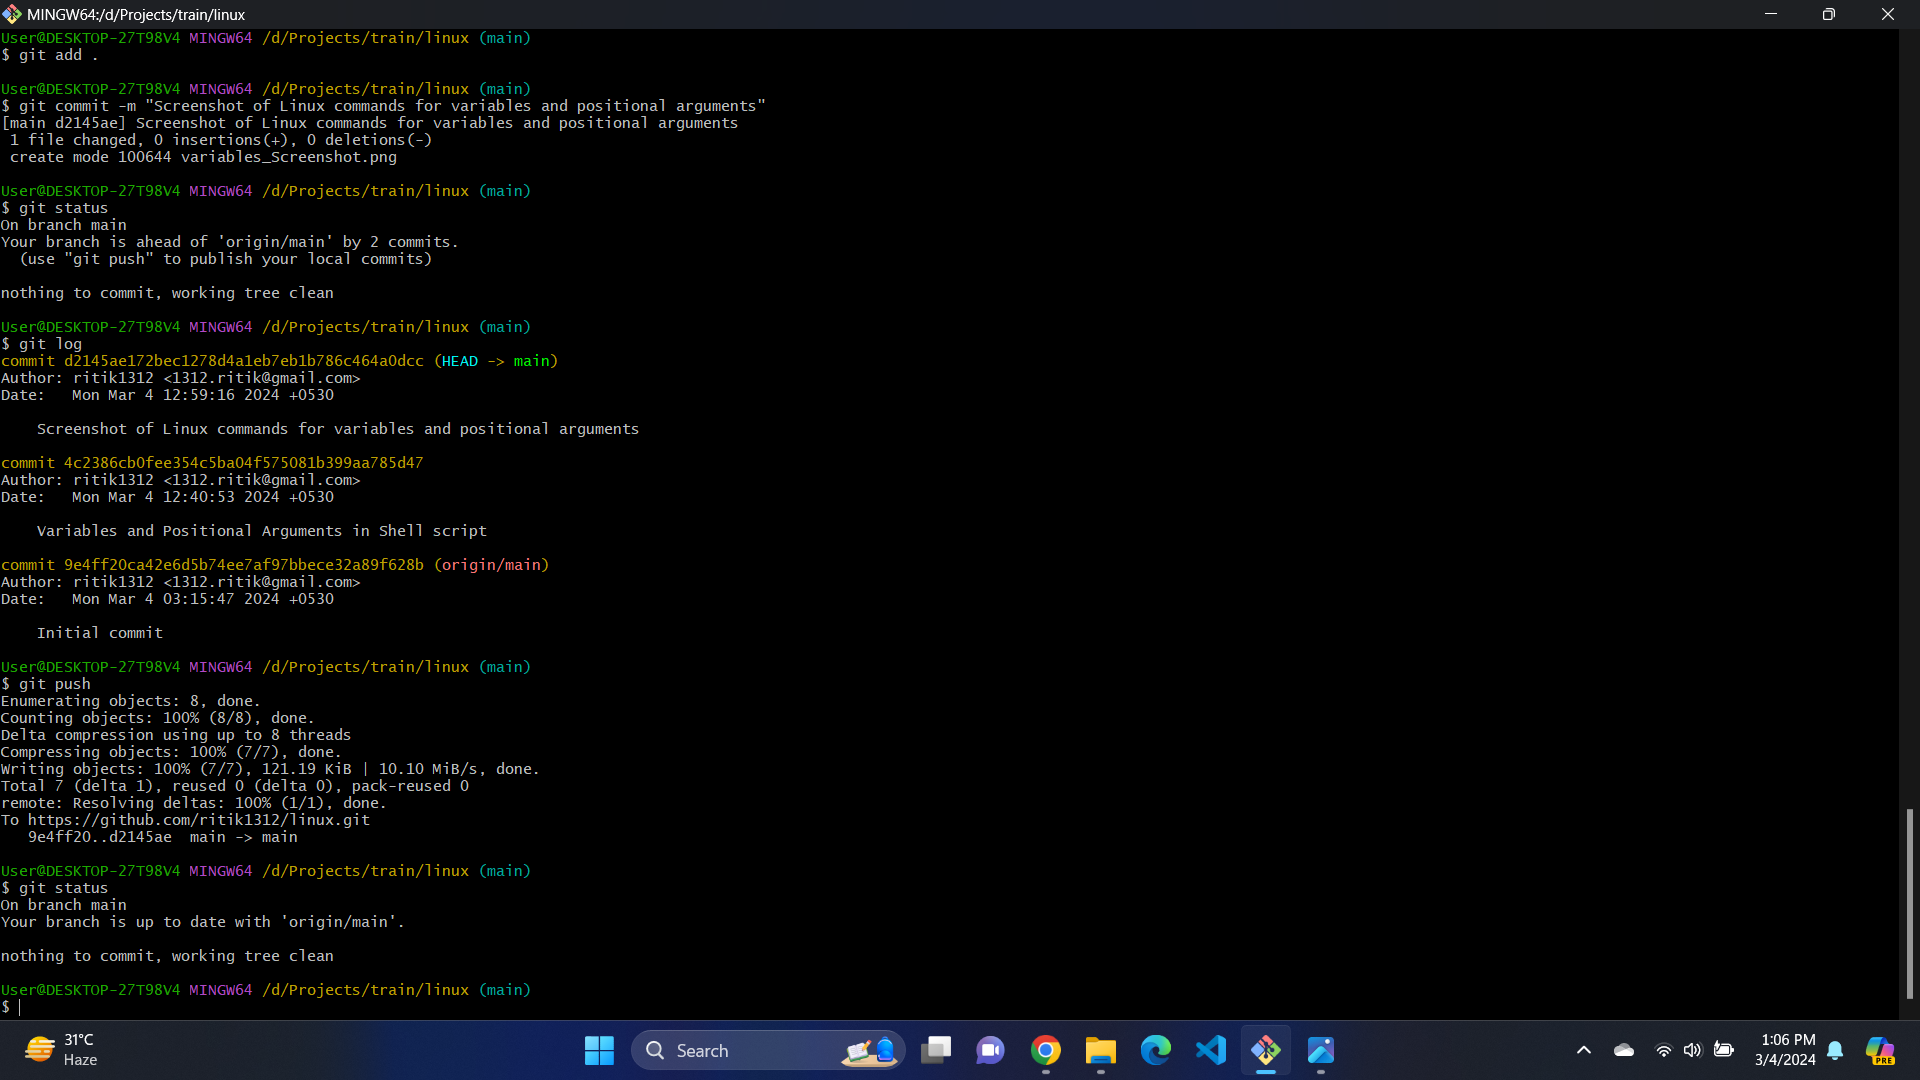 MINGW64:/d/Projects/train/linux
User@DESKTOP-27T98V4 MINGW64 /d/Projects/train/linux (main)
$ git add .
User@DESKTOP-27T98V4 MINGW64 /d/Projects/train/linux (main)
$ git commit -m "Screenshot of Linux commands for variables and positional arguments"
[main d2145ae] Screenshot of Linux commands for variables and positional arguments
 1 file changed, 0 insertions(+), 0 deletions(-)
 create mode 100644 variables_Screenshot.png
User@DESKTOP-27T98V4 MINGW64 /d/Projects/train/linux (main)
$ git status
On branch main
Your branch is ahead of 'origin/main' by 2 commits.
  (use "git push" to publish your local commits)
nothing to commit, working tree clean
User@DESKTOP-27T98V4 MINGW64 /d/Projects/train/linux (main)
$ git log
commit d2145ae172bec1278d4a1eb7eb1b786c464a0dcc (HEAD -> main)
Author: ritik1312 <1312.ritik@gmail.com>
Date:   Mon Mar 4 12:59:16 2024 +0530
    Screenshot of Linux commands for variables and positional arguments
commit 4c2386cb0fee354c5ba04f575081b399aa785d47
Author: ritik1312 <1312.ritik@gmail.com>
Date:   Mon Mar 4 12:40:53 2024 +0530
    Variables and Positional Arguments in Shell script
commit 9e4ff20ca42e6d5b74ee7af97bbece32a89f628b (origin/main)
Author: ritik1312 <1312.ritik@gmail.com>
Date:   Mon Mar 4 03:15:47 2024 +0530
    Initial commit
User@DESKTOP-27T98V4 MINGW64 /d/Projects/train/linux (main)
$ git push
Enumerating objects: 8, done.
Counting objects: 100% (8/8), done.
Delta compression using up to 8 threads
Compressing objects: 100% (7/7), done.
Writing objects: 100% (7/7), 121.19 KiB | 10.10 MiB/s, done.
Total 7 (delta 1), reused 0 (delta 0), pack-reused 0
remote: Resolving deltas: 100% (1/1), done.
To https://github.com/ritik1312/linux.git
   9e4ff20..d2145ae  main -> main
User@DESKTOP-27T98V4 MINGW64 /d/Projects/train/linux (main)
$ git status
On branch main
Your branch is up to date with 'origin/main'.
nothing to commit, working tree clean
User@DESKTOP-27T98V4 MINGW64 /d/Projects/train/linux (main)
$
31°C
Haze
Search
1:06 PM
3/4/2024
PRE